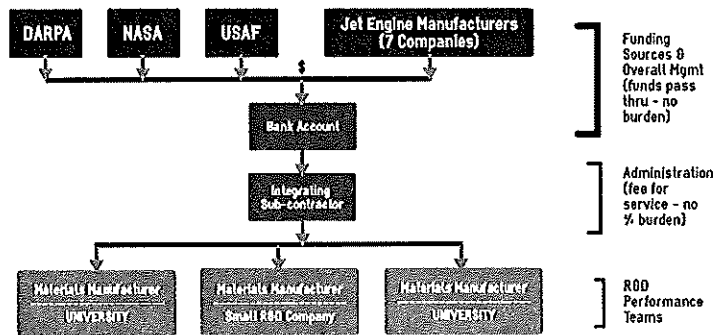 DARPA
NASA
USAF
Jet Engine Manufacturers
(7 Companies)
$
Bank Account
Integrating
Sub-contractor
Materials Manufacturer
UNIVERSITY
Materials Manufacturer
Small R&D Company
Materials Manufacturer
UNIVERSITY
Funding
Sources &
Overall Mgmt
(funds pass
thru - no
burden)
Administration
(fee for
service - no
% burden)
R&D
Performance
Teams